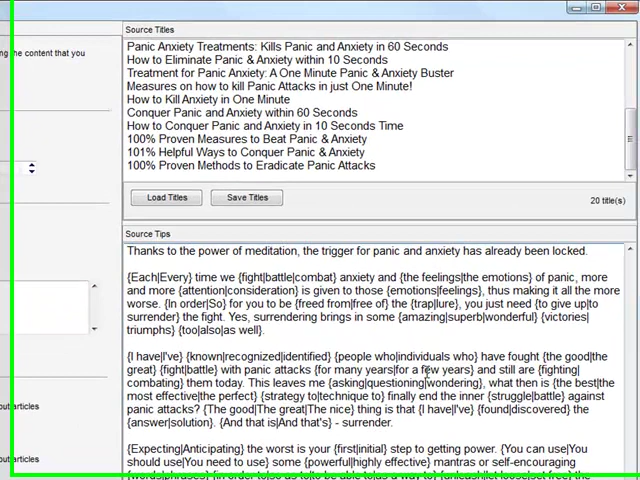 Source Titles
ng the content that you
Panic Anxiety Treatments: Kills Panic and Anxiety in 60 Seconds
How to Eliminate Panic & Anxiety within 10 Seconds
Treatment for Panic Anxiety: A One Minute Panic & Anxiety Buster
Measures on how to kill Panic Attacks in just One Minute!
How to Kill Anxiety in One Minute
Conquer Panic and Anxiety within 60 Seconds
How to Conquer Panic and Anxiety in 10 Seconds Time
100% Proven Measures to Beat Panic & Anxiety
101% Helpful Ways to Conquer Panic & Anxiety
100% Proven Methods to Eradicate Panic Attacks
Load Titles Save Titles 20 title(s)
Source Tips
Thanks to the power of meditation, the trigger for panic and anxiety has already been locked.
{Each|Every} time we {fight|battle|combat} anxiety and {the feelings|the emotions} of panic, more
and more {attention|consideration} is given to those {emotions|feelings}, thus making it all the more
worse. {In order|So} for you to be {freed from|free of} the {trap|lure}, you just need {to give up|to
surrender} the fight. Yes, surrendering brings in some {amazing|superb|wonderful} {victories|
triumphs} {too|also|as well}.
{I have|I've} {known|recognized|identified} {people who|individuals who} have fought {the good|the
great} {fight|battle} with panic attacks {for many years|for a few years} and still are {fighting|
combating} them today. This leaves me {asking|questioning|wondering}, what then is {the best|the
most effective|the perfect} {strategy to|technique to} finally end the inner {struggle|battle} against
panic attacks? {The good|The great|The nice} thing is that {I have|I've} {found|discovered} the
{answer|solution}. {And that is|And that's} - surrender.
{Expecting|Anticipating} the worst is your {first|initial} step to getting power. {You can use|You
should use|You need to use} some {powerful|highly effective} mantras or self-encouraging